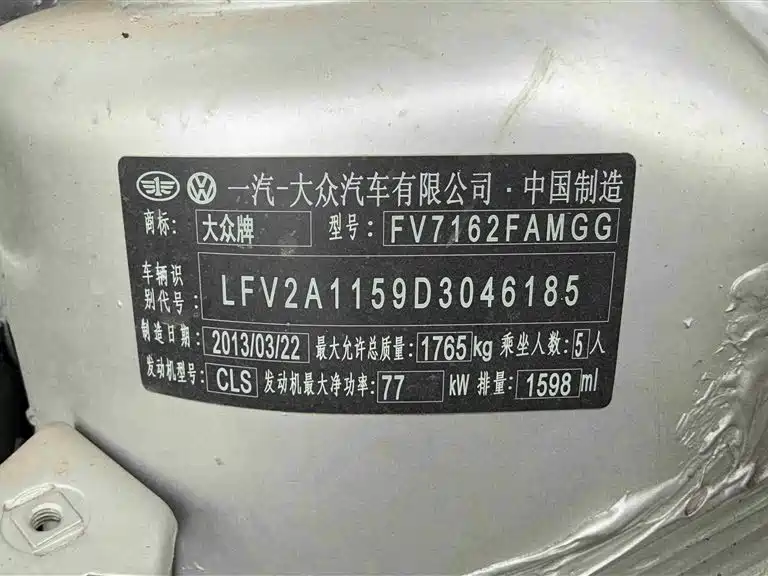 一汽-大众汽车有限公司·中国制造
商标: 大众牌 型号: FV7162FAMGG
车辆识
别代号: LFV2A1159D3046185
制造日期: 2013/03/22 最大允许总质量: 1765kg 乘坐人数: 5人
发动机型号: CLS 发动机最大净功率: 77 kW 排量: 1598 ml